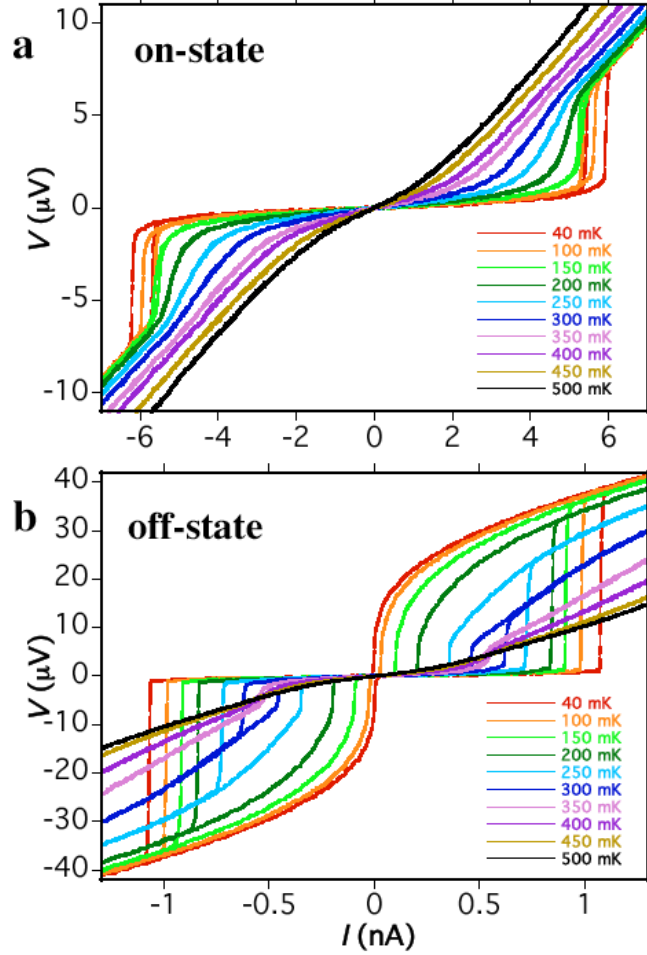 a
on-state
10
5
0
-5
-10
V (μV)
40 mK
100 mK
150 mK
200 mK
250 mK
300 mK
350 mK
400 mK
450 mK
500 mK
-6 -4 -2 0 2 4 6
b
off-state
40
30
20
10
0
-10
-20
-30
-40
V (μV)
40 mK
100 mK
150 mK
200 mK
250 mK
300 mK
350 mK
400 mK
450 mK
500 mK
-1 -0.5 0 0.5 1
I (nA)